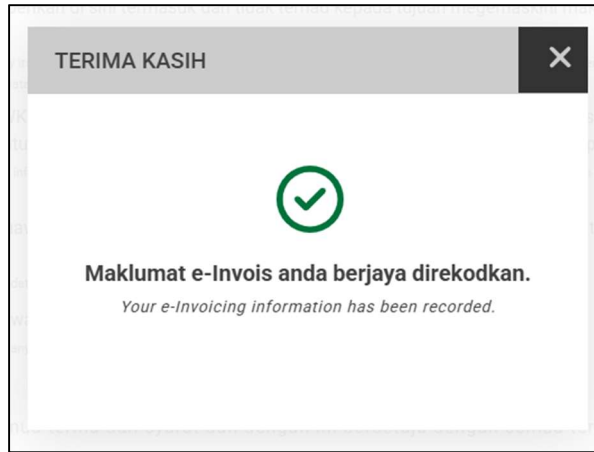 TERIMA KASIH
Maklumat e-Invois anda berjaya direkodkan.
Your e-Invoicing information has been recorded.